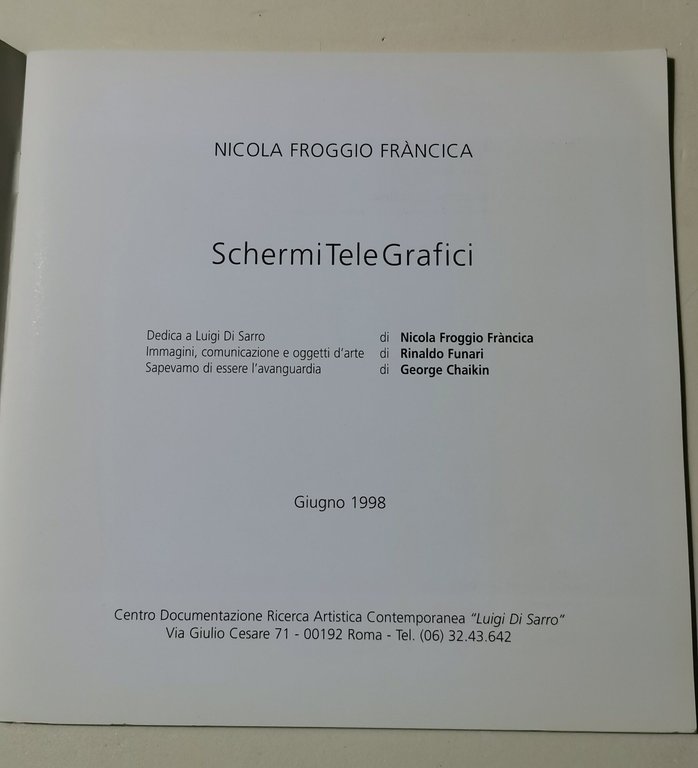 NICOLA FROGGIO FRÀNCICA
SchermiTeleGrafici
Dedica a Luigi Di Sarro di Nicola Froggio Fràncica
Immagini, comunicazione e oggetti d'arte di Rinaldo Funari
Sapevamo di essere l'avanguardia di George Chaikin
Giugno 1998
Centro Documentazione Ricerca Artistica Contemporanea "Luigi Di Sarro"
Via Giulio Cesare 71 - 00192 Roma - Tel. (06) 32.43.642